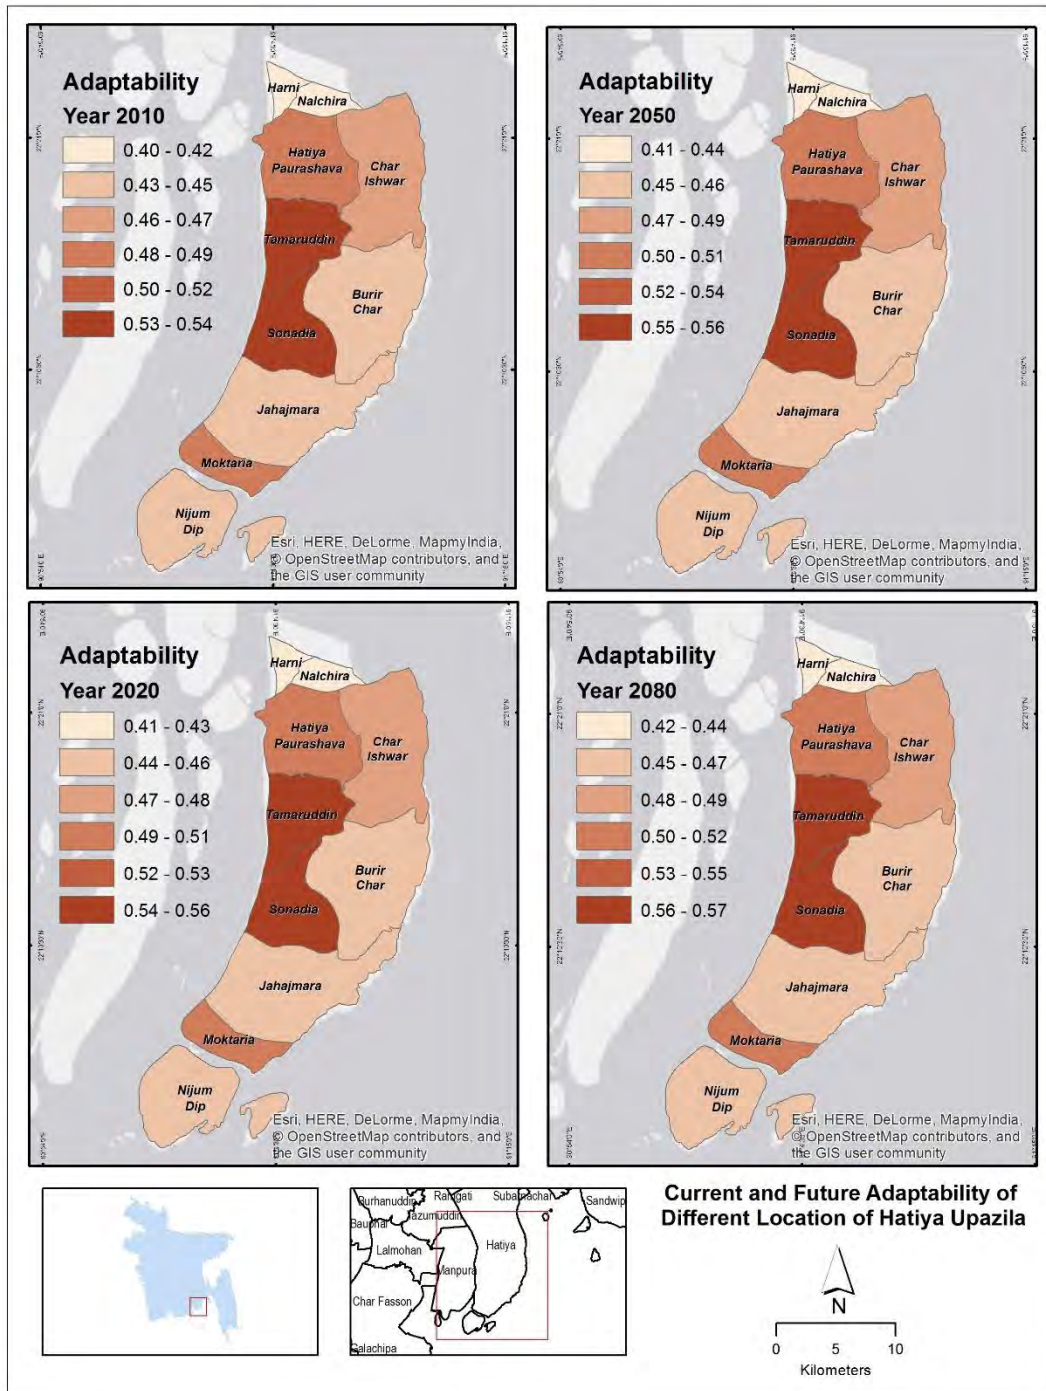 Adaptability
Year 2010
0.40 - 0.42
0.43 - 0.45
0.46 - 0.47
0.48 - 0.49
0.50 - 0.52
0.53 - 0.54
Harni
Nalchira
Hatiya
Paurashava
Char
Ishwar
Tamaruddin
Burir
Char
Sonadia
Jahajmara
Moktaria
Nijum
Dip
Esri, HERE, DeLorme, MapmyIndia,
© OpenStreetMap contributors, and
the GIS user community
Adaptability
Year 2050
0.41 - 0.44
0.45 - 0.46
0.47 - 0.49
0.50 - 0.51
0.52 - 0.54
0.55 - 0.56
Harni
Nalchira
Hatiya
Paurashava
Char
Ishwar
Tamaruddin
Burir
Char
Sonadia
Jahajmara
Moktaria
Nijum
Dip
Esri, HERE, DeLorme, MapmyIndia,
© OpenStreetMap contributors, and
the GIS user community
Adaptability
Year 2020
0.41 - 0.43
0.44 - 0.46
0.47 - 0.48
0.49 - 0.51
0.52 - 0.53
0.54 - 0.56
Harni
Nalchira
Hatiya
Paurashava
Char
Ishwar
Tamaruddin
Burir
Char
Sonadia
Jahajmara
Moktaria
Nijum
Dip
22°21'0"N
22°10'30"N
Esri, HERE, DeLorme, MapmyIndia,
© OpenStreetMap contributors, and
the GIS user community
Adaptability
Year 2080
0.42 - 0.44
0.45 - 0.47
0.48 - 0.49
0.50 - 0.52
0.53 - 0.55
0.56 - 0.57
Harni
Nalchira
Hatiya
Paurashava
Char
Ishwar
Tamaruddin
Burir
Char
Sonadia
Jahajmara
Moktaria
Nijum
Dip
22°21'0"N
22°10'30"N
Esri, HERE, DeLorme, MapmyIndia,
© OpenStreetMap contributors, and
the GIS user community
Burhanuddin
Ramgati
Subarnachar
Sandwip
Tazumuddin
Bauphal
Lalmohan
Hatiya
Manpura
Char Fasson
Galachipa
Current and Future Adaptability of
Different Location of Hatiya Upazila
N
0 5 10
Kilometers